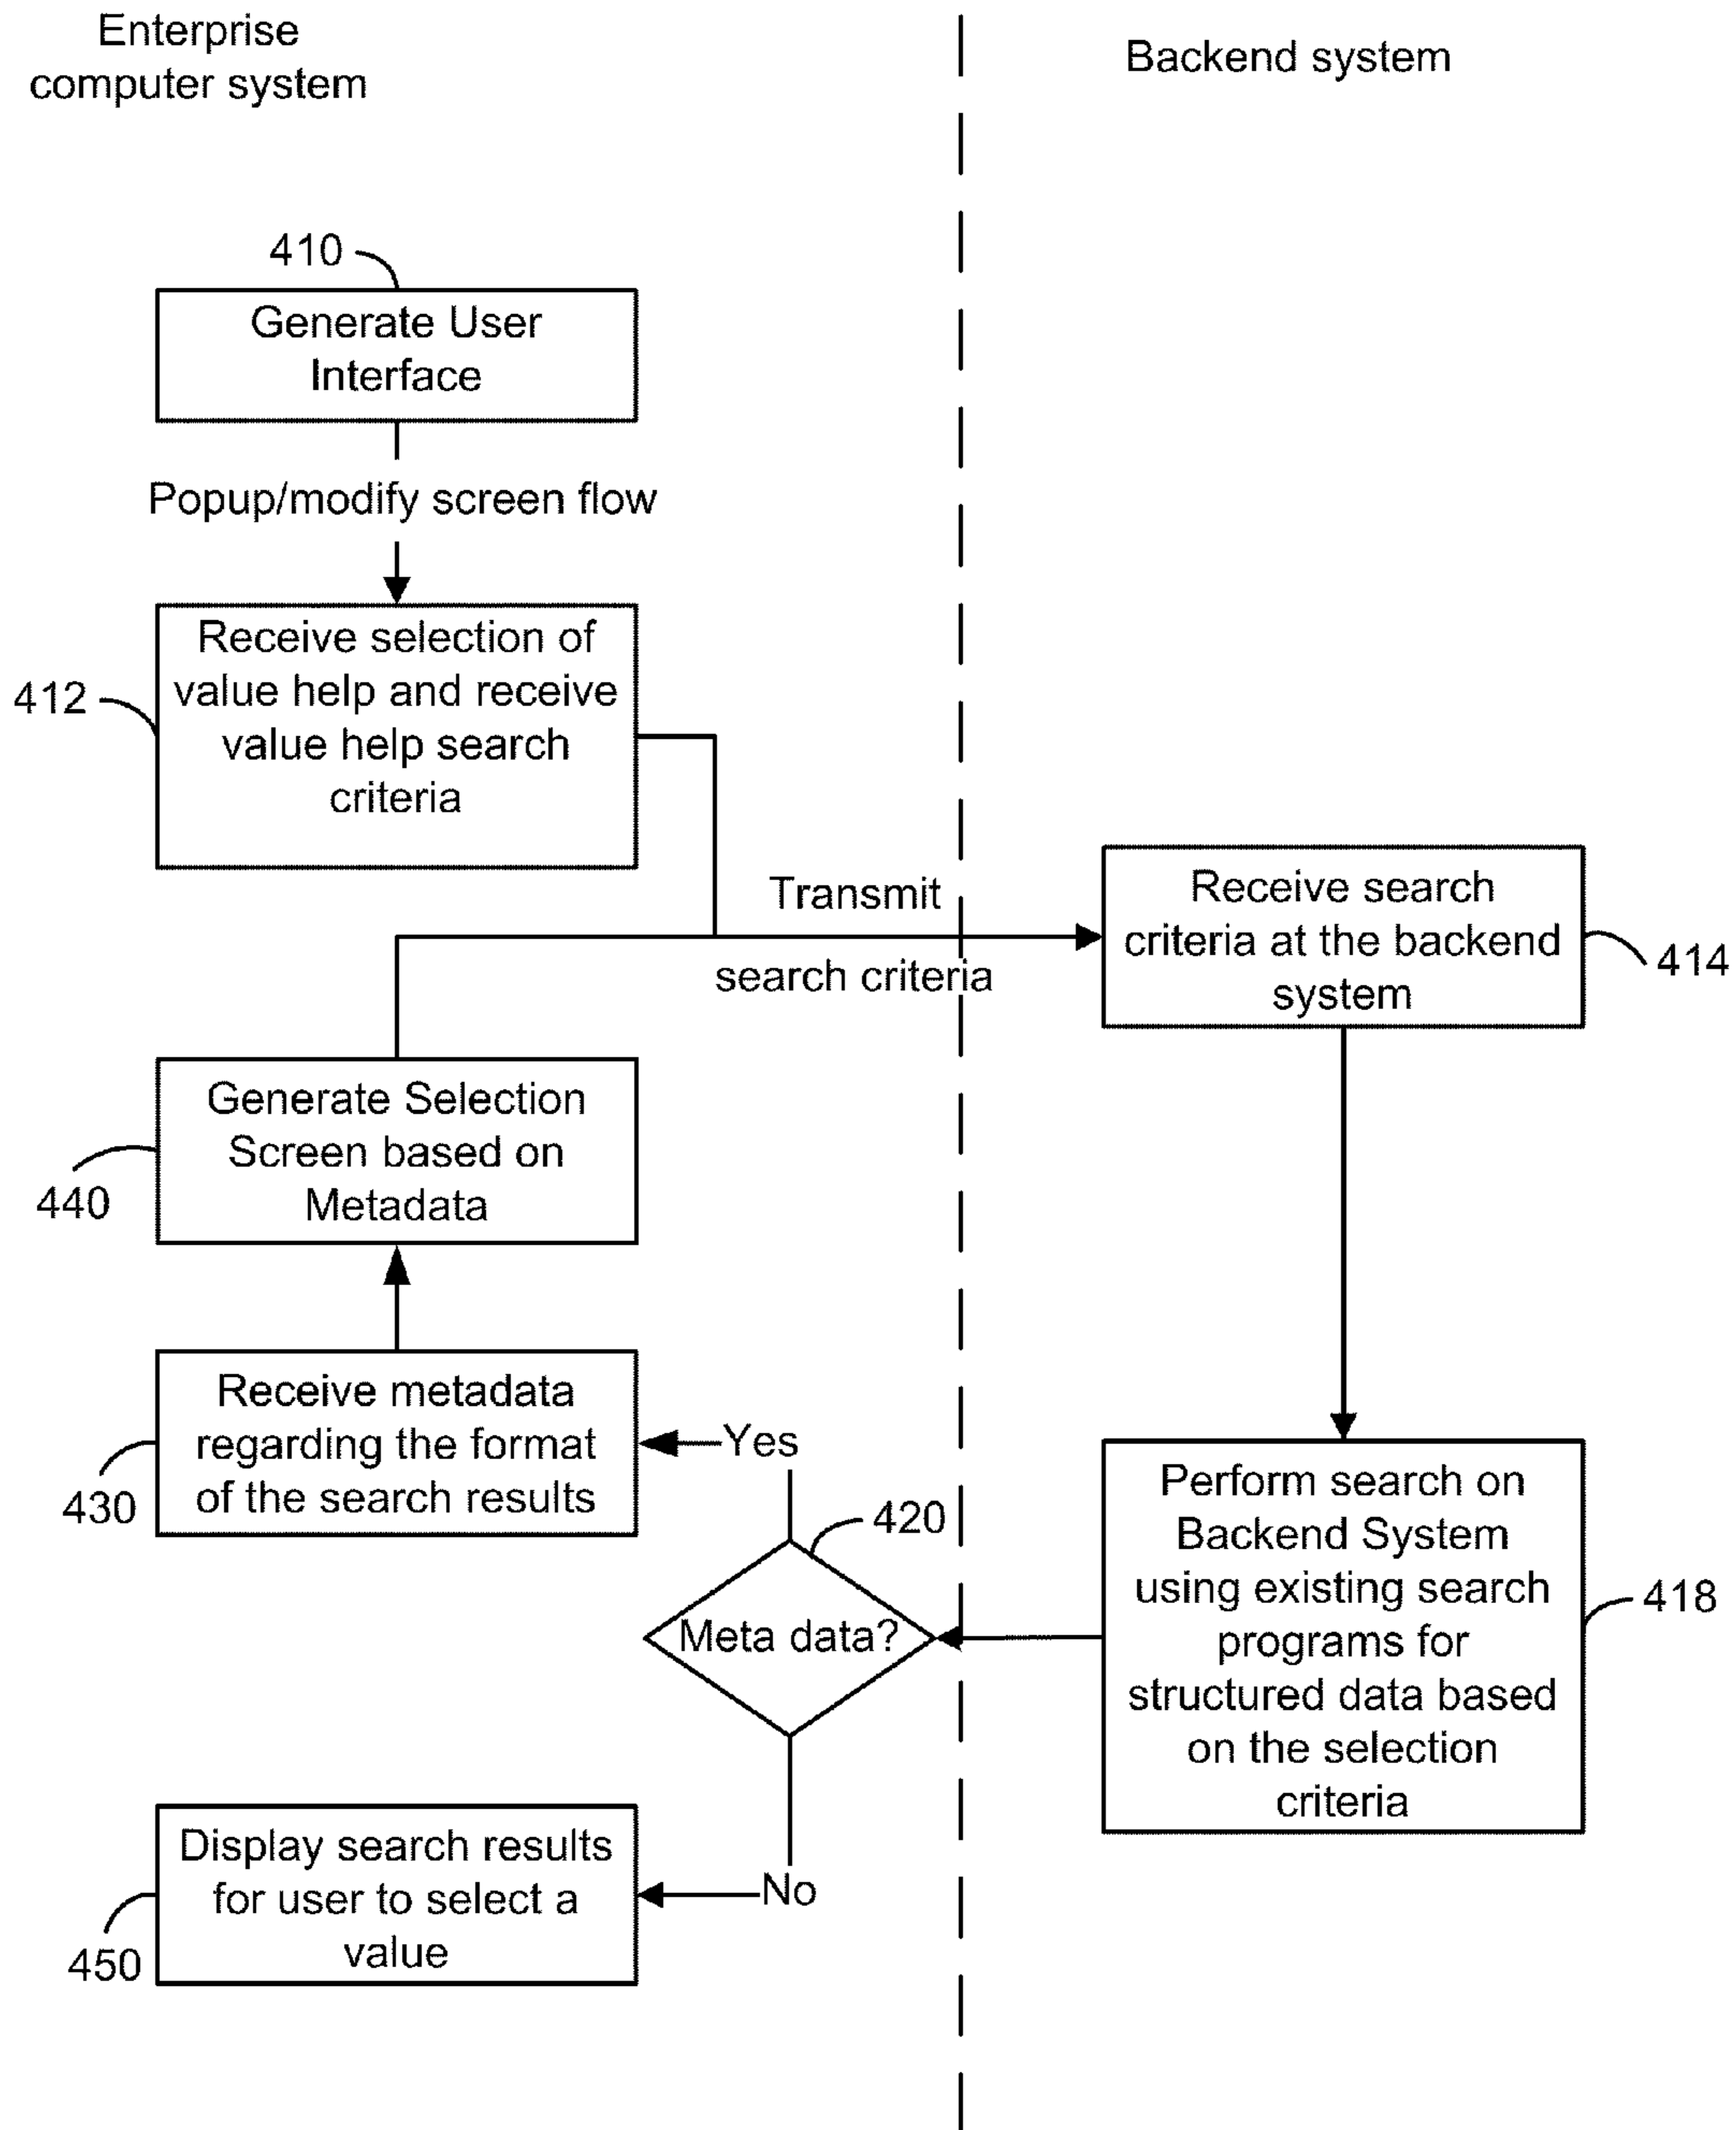 Enterprise
computer system
Backend system
410
Generate User
Interface
Popup/modify screen flow
412
Receive selection of
value help and receive
value help search
criteria
Transmit
search criteria
Receive search
criteria at the backend
system
414
440
Generate Selection
Screen based on
Metadata
430
Receive metadata
regarding the format
of the search results
Yes
420
Meta data?
Perform search on
Backend System
using existing search
programs for
structured data based
on the selection
criteria
418
No
Display search results
for user to select a
value
450